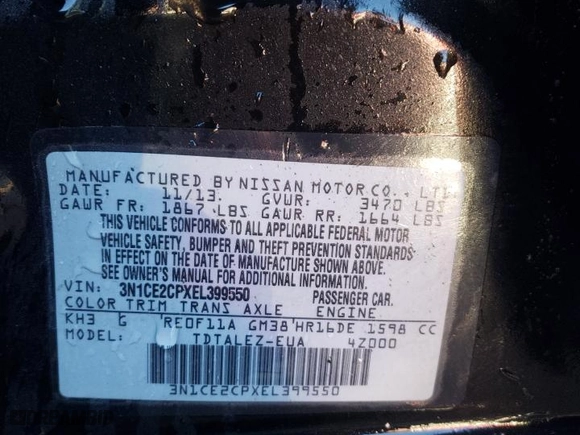 MANUFACTURED BY NISSAN MOTOR CO., LTD.
DATE: 11/13. GVWR: 3470 LBS
GAWR FR: 1867 LBS GAWR RR: 1664 LBS
THIS VEHICLE CONFORMS TO ALL APPLICABLE FEDERAL MOTOR
VEHICLE SAFETY, BUMPER AND THEFT PREVENTION STANDARDS
IN EFFECT ON THE DATE OF MANUFACTURE SHOWN ABOVE.
SEE OWNER'S MANUAL FOR ADDITIONAL INFORMATION.
VIN: 3N1CE2CPXEL399550 PASSENGER CAR.
COLOR TRIM TRANS AXLE ENGINE
KH3 G RE0F11A GM38 HR16DE 1598 CC
MODEL: TDTALEZ-EUA 4Z000
3N1CE2CPXEL399550